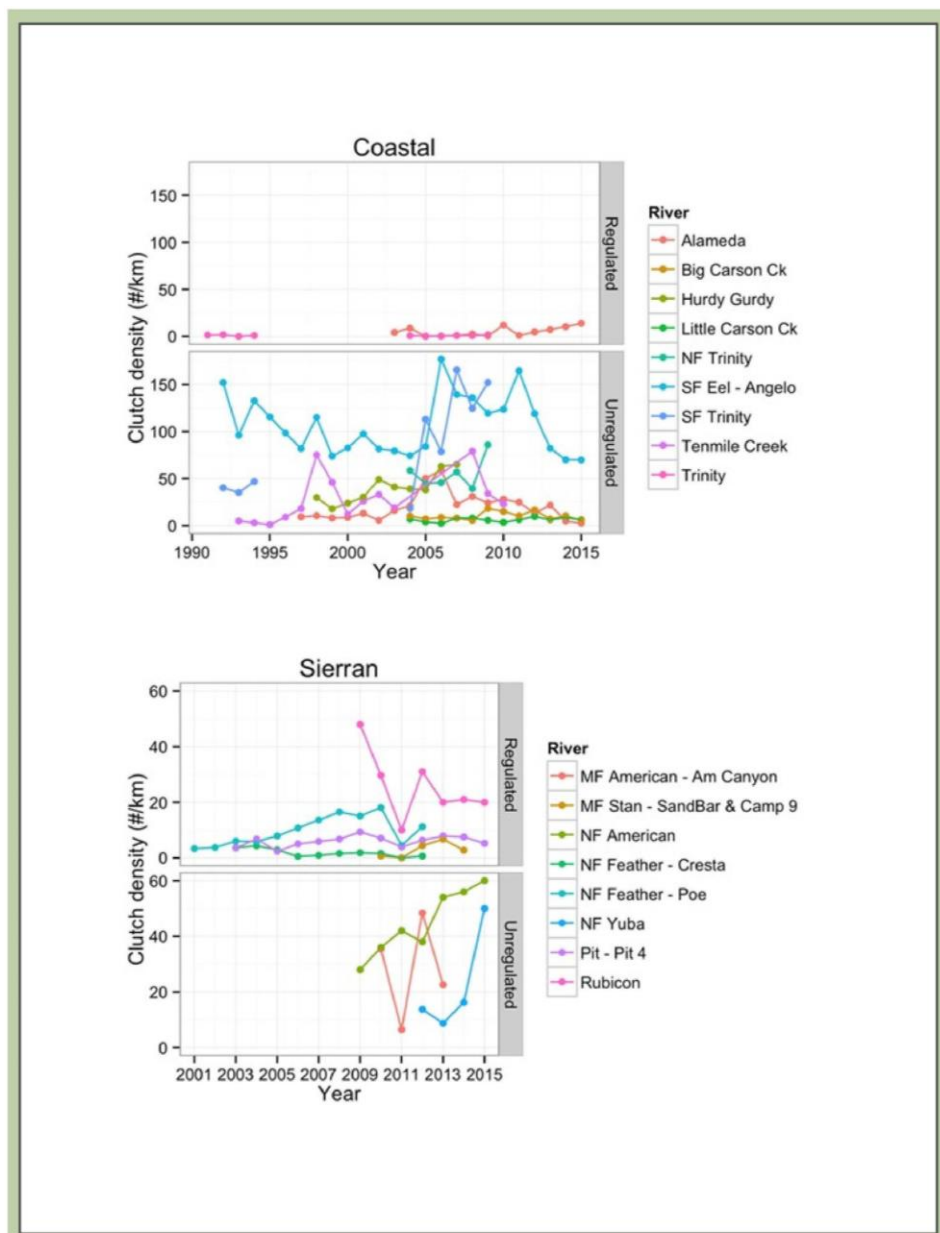 Coastal
150
100
50
0
Regulated
150
100
50
0
Unregulated
Clutch density (#/km)
1990 1995 2000 2005 2010 2015
Year
River
Alameda
Big Carson Ck
Hurdy Gurdy
Little Carson Ck
NF Trinity
SF Eel - Angelo
SF Trinity
Tenmile Creek
Trinity
Sierran
60
40
20
0
Regulated
60
40
20
0
Unregulated
Clutch density (#/km)
2001 2003 2005 2007 2009 2011 2013 2015
Year
River
MF American - Am Canyon
MF Stan - SandBar & Camp 9
NF American
NF Feather - Cresta
NF Feather - Poe
NF Yuba
Pit - Pit 4
Rubicon